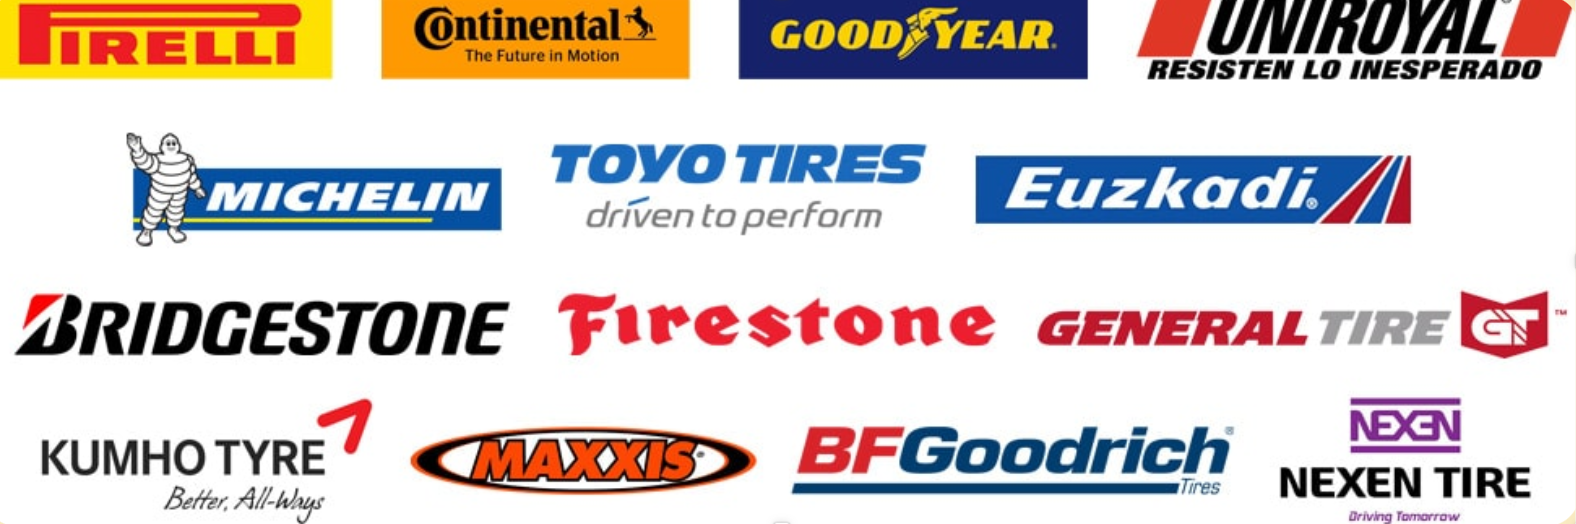 PIRELLI
Continental
The Future in Motion
GOODYEAR
UNIROYAL®
RESISTEN LO INESPERADO
MICHELIN
TOYO TIRES
driven to perform
Euzkadi®
BRIDGESTONE
Firestone
GENERAL TIRE GT ™
KUMHO TYRE
Better, All-Ways
MAXXIS®
BFGoodrich®
Tires
NEXEN
NEXEN TIRE
Driving Tomorrow